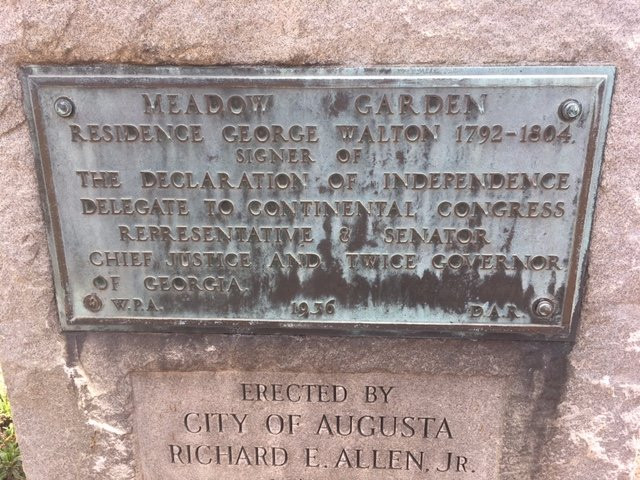 MEADOW GARDEN
RESIDENCE GEORGE WALTON 1792-1804.
SIGNER OF
THE DECLARATION OF INDEPENDENCE
DELEGATE TO CONTINENTAL CONGRESS
REPRESENTATIVE & SENATOR
CHIEF JUSTICE AND TWICE GOVERNOR
OF GEORGIA.
W.P.A. 1936 D.A.R.
ERECTED BY
CITY OF AUGUSTA
RICHARD E. ALLEN, JR.